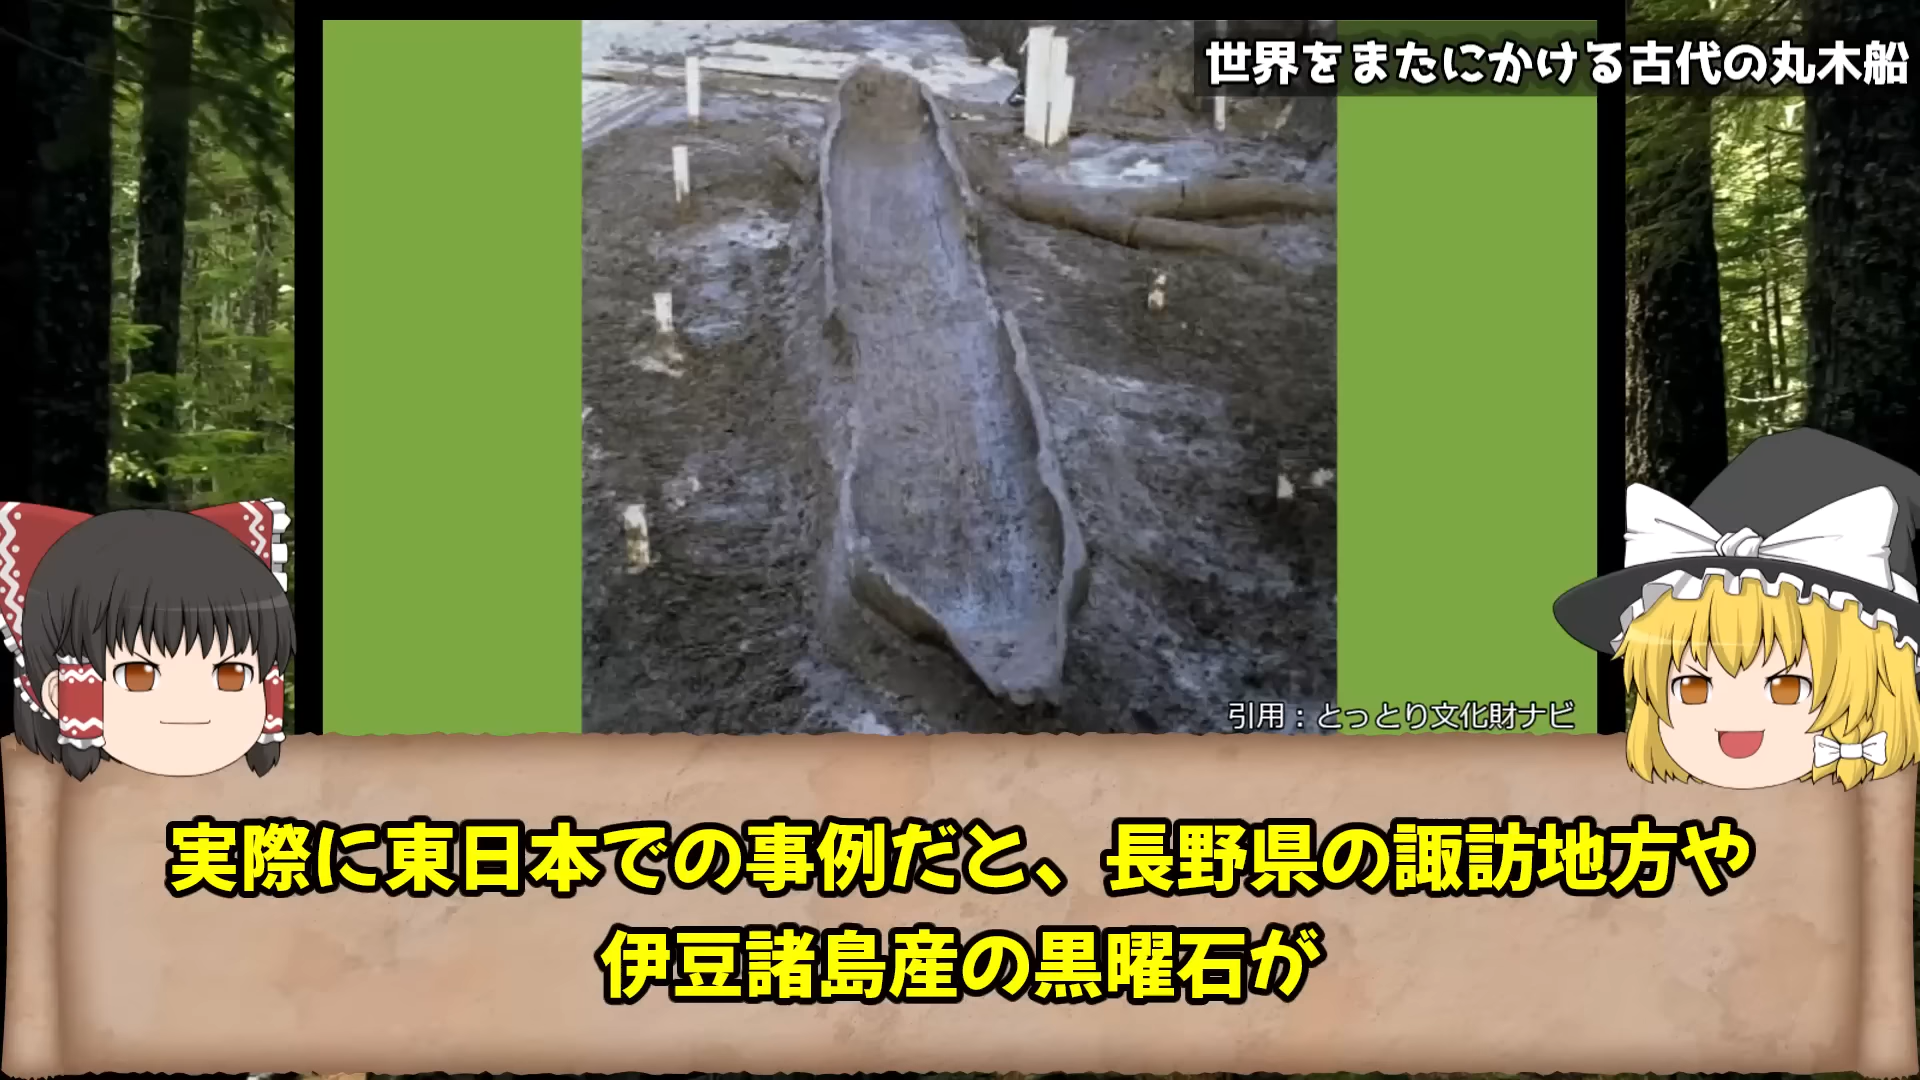 世界をまたにかける古代の丸木船
引用：とっとり文化財ナビ
実際に東日本での事例だと、長野県の諏訪地方や
伊豆諸島産の黒曜石が